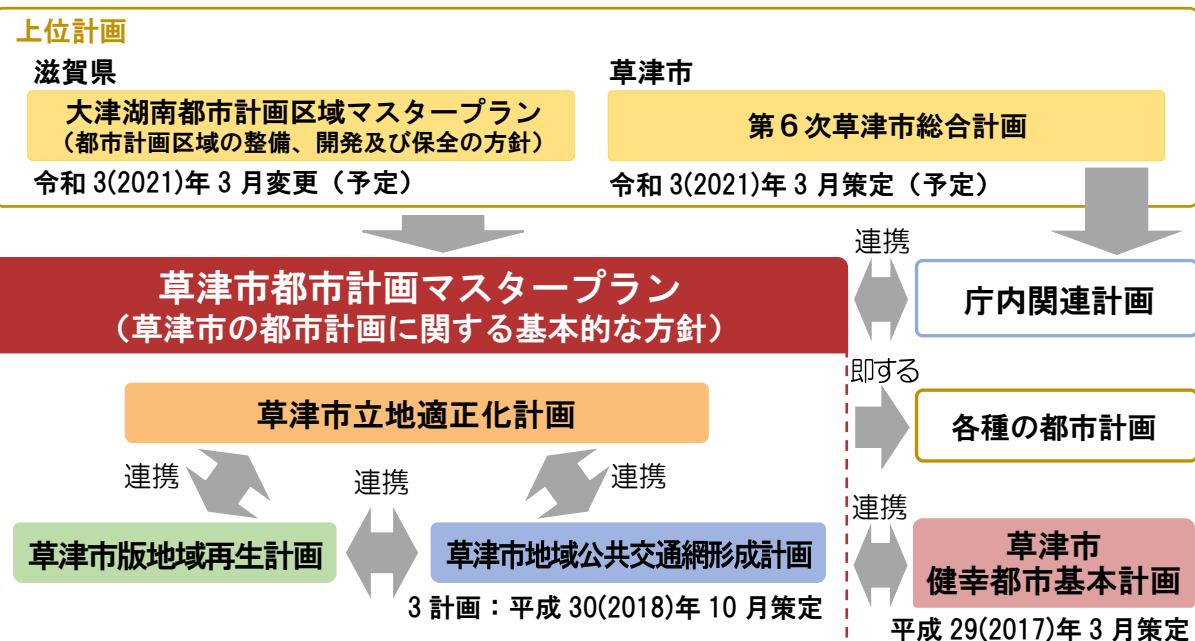 上位計画
滋賀県
大津湖南都市計画区域マスタープラン
（都市計画区域の整備、開発及び保全の方針）
令和 3(2021)年 3 月変更（予定）
草津市
第６次草津市総合計画
令和 3(2021)年 3 月策定（予定）
草津市都市計画マスタープラン
（草津市の都市計画に関する基本的な方針）
連携
庁内関連計画
即する
各種の都市計画
草津市立地適正化計画
連携
連携
連携
草津市版地域再生計画
草津市地域公共交通網形成計画
3 計画：平成 30(2018)年 10 月策定
連携
草津市
健幸都市基本計画
平成 29(2017)年 3 月策定